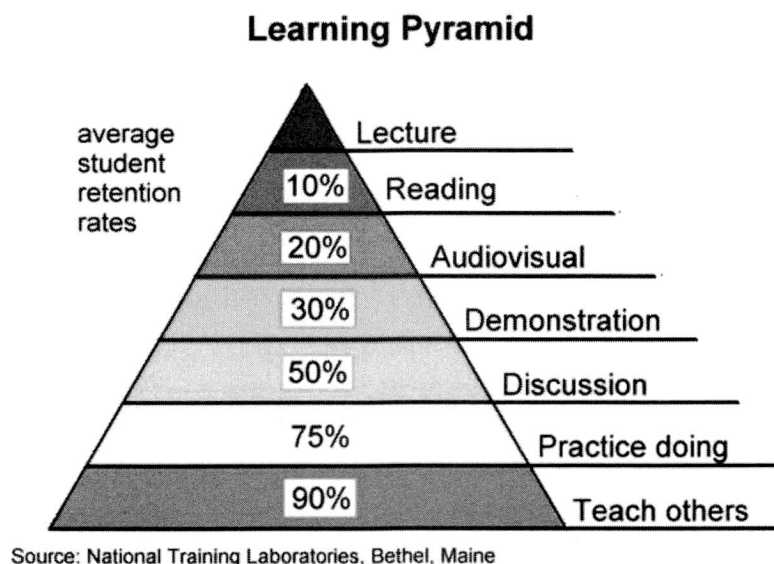 Learning Pyramid
average
student
retention
rates
Lecture
10% Reading
20% Audiovisual
30% Demonstration
50% Discussion
75% Practice doing
90% Teach others
Source: National Training Laboratories, Bethel, Maine